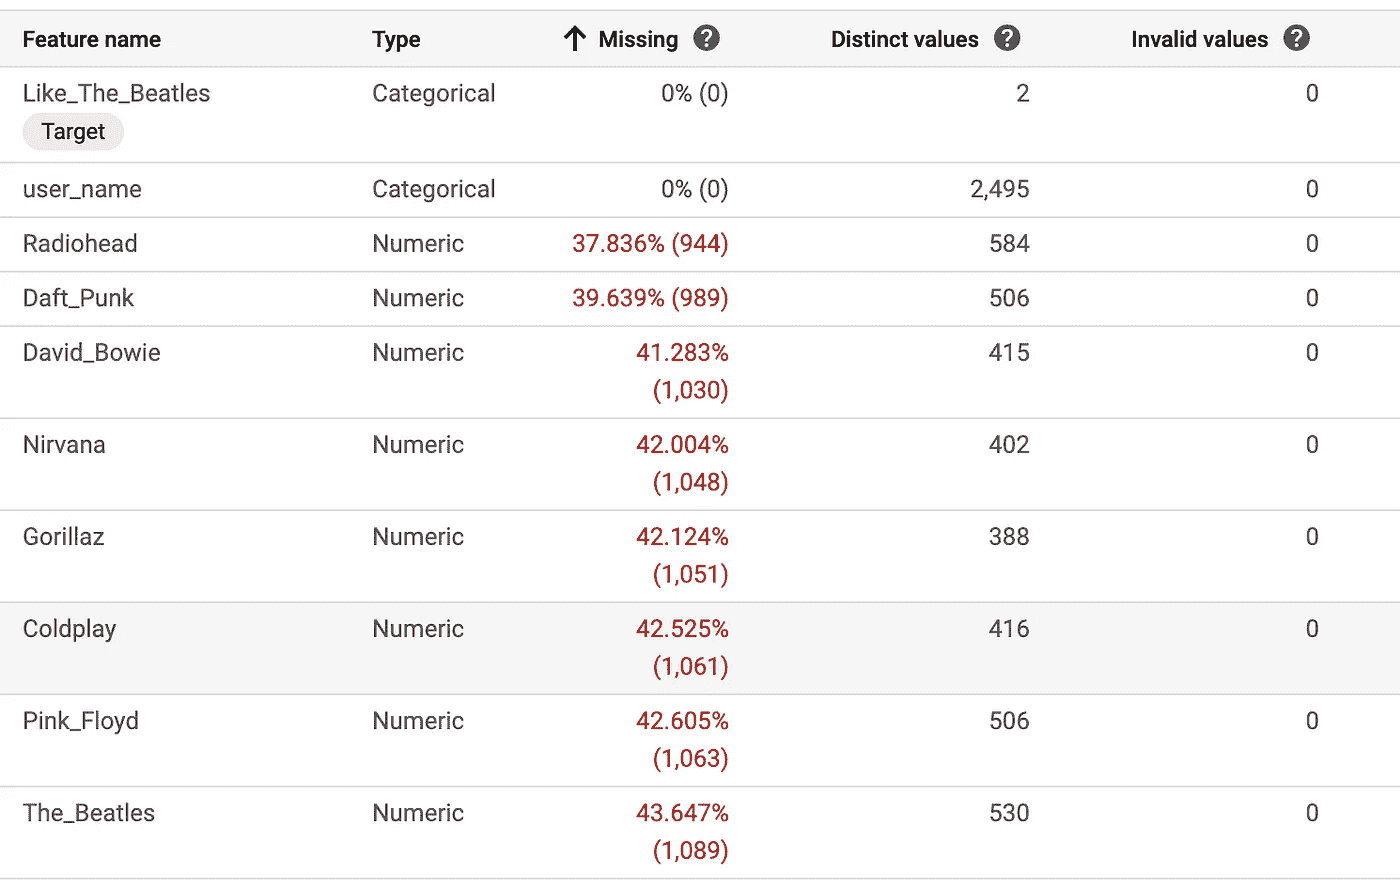 Feature name Type ↑ Missing ? Distinct values ? Invalid values ?
Like_The_Beatles Categorical 0% (0) 2 0
Target
user_name Categorical 0% (0) 2,495 0
Radiohead Numeric 37.836% (944) 584 0
Daft_Punk Numeric 39.639% (989) 506 0
David_Bowie Numeric 41.283% 415 0
(1,030)
Nirvana Numeric 42.004% 402 0
(1,048)
Gorillaz Numeric 42.124% 388 0
(1,051)
Coldplay Numeric 42.525% 416 0
(1,061)
Pink_Floyd Numeric 42.605% 506 0
(1,063)
The_Beatles Numeric 43.647% 530 0
(1,089)